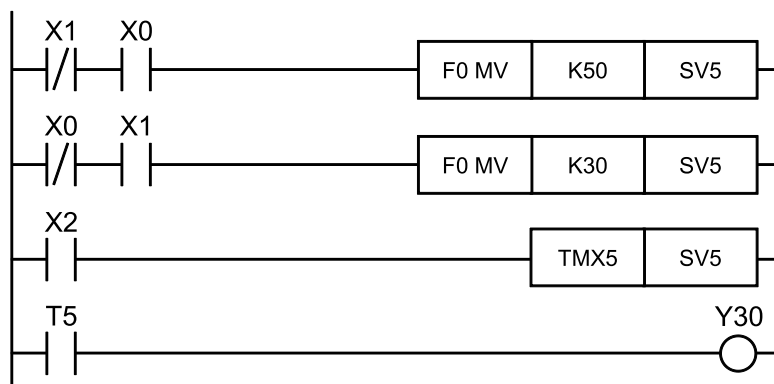 X1 X0
F0 MV K50 SV5
X0 X1
F0 MV K30 SV5
X2
TMX5 SV5
T5 Y30